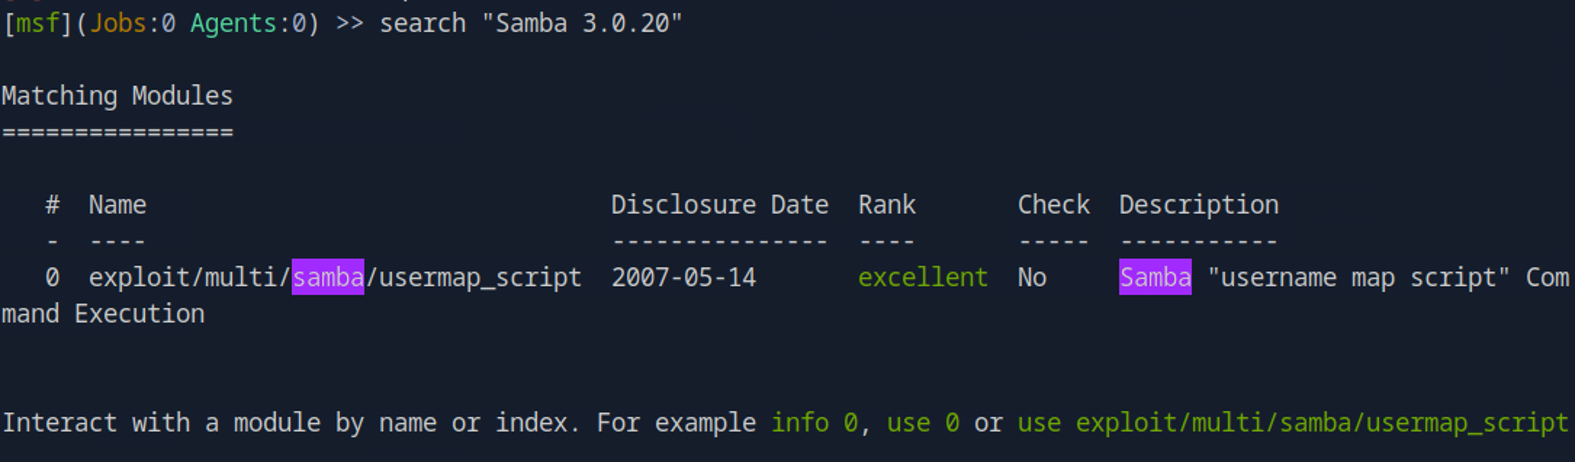 [msf](Jobs:0 Agents:0) >> search "Samba 3.0.20"
Matching Modules
================
#  Name                                Disclosure Date  Rank       Check  Description
-  ----                                ---------------  ----       -----  -----------
0  exploit/multi/samba/usermap_script  2007-05-14       excellent  No     Samba "username map script" Com
mand Execution
Interact with a module by name or index. For example info 0, use 0 or use exploit/multi/samba/usermap_script